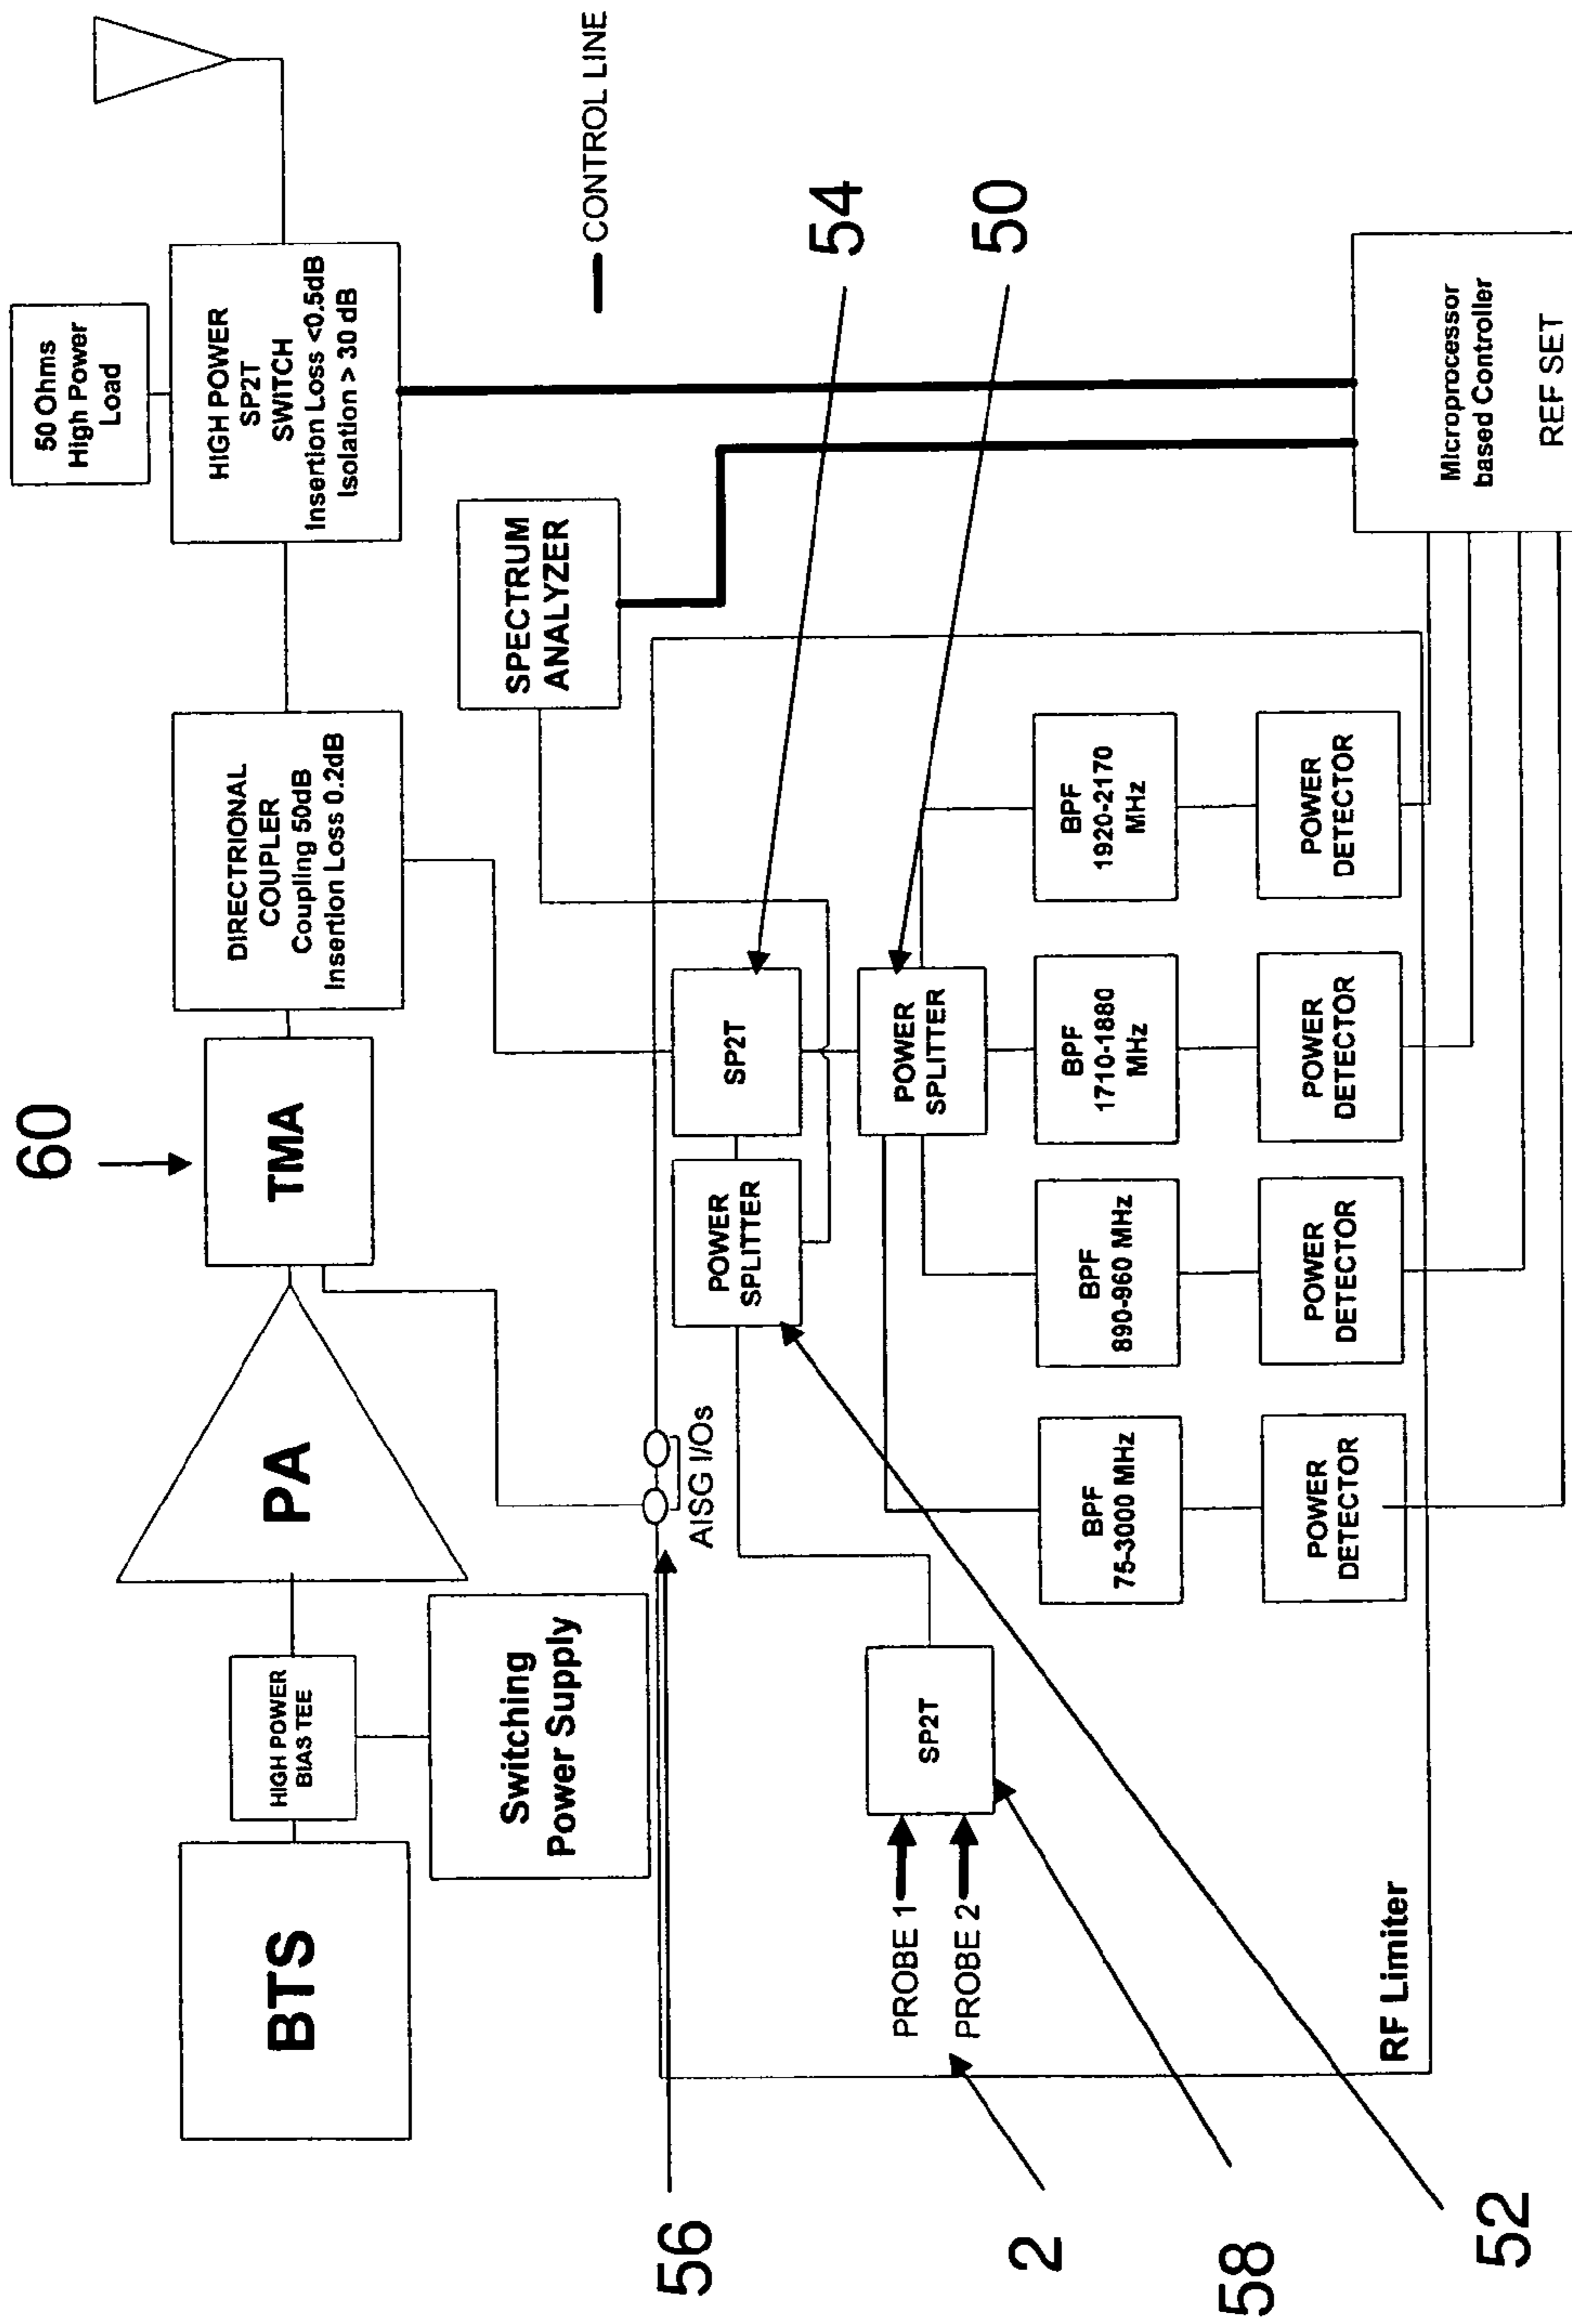 60
50 Ohms
High Power
Load
BTS
HIGH POWER
BIAS TEE
PA
TMA
DIRECTRIONAL
COUPLER
Coupling 50dB
Insertion Loss 0.2dB
HIGH POWER
SP2T
SWITCH
Insertion Loss <0.5dB
Isolation > 30 dB
Switching
Power Supply
SPECTRUM
ANALYZER
CONTROL LINE
56
AISG I/Os
POWER
SPLITTER
SP2T
54
PROBE 1
PROBE 2
SP2T
POWER
SPLITTER
50
2
BPF
75-3000 MHz
BPF
890-960 MHz
BPF
1710-1880
MHz
BPF
1920-2170
MHz
58
POWER
DETECTOR
POWER
DETECTOR
POWER
DETECTOR
POWER
DETECTOR
RF Limiter
52
Microprocessor
based Controller
REF SET